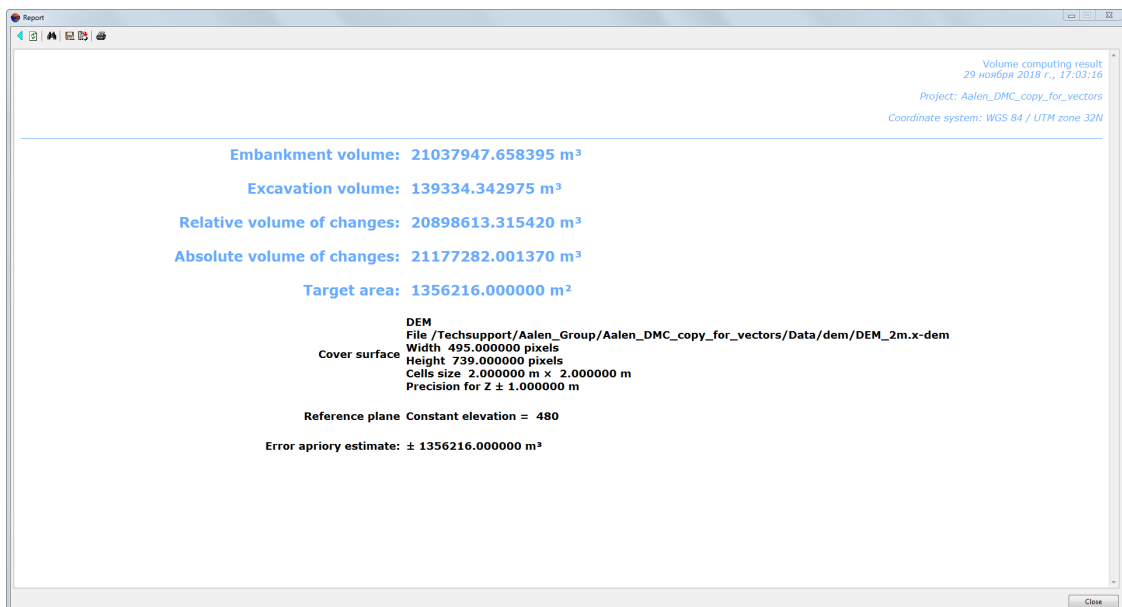 Report
Volume computing result
29 ноября 2018 г., 17:03:16
Project: Aalen_DMC_copy_for_vectors
Coordinate system: WGS 84 / UTM zone 32N
Embankment volume: 21037947.658395 m³
Excavation volume: 139334.342975 m³
Relative volume of changes: 20898613.315420 m³
Absolute volume of changes: 21177282.001370 m³
Target area: 1356216.000000 m²
Cover surface
DEM
File /Techsupport/Aalen_Group/Aalen_DMC_copy_for_vectors/Data/dem/DEM_2m.x-dem
Width 495.000000 pixels
Height 739.000000 pixels
Cells size 2.000000 m × 2.000000 m
Precision for Z ± 1.000000 m
Reference plane Constant elevation = 480
Error apriory estimate: ± 1356216.000000 m³
Close